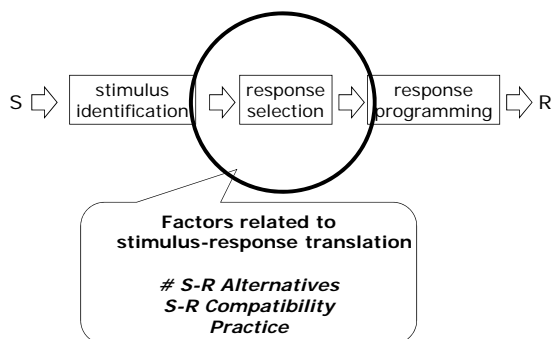 S
stimulus
identification
response
selection
response
programming
R
Factors related to
stimulus-response translation
# S-R Alternatives
S-R Compatibility
Practice